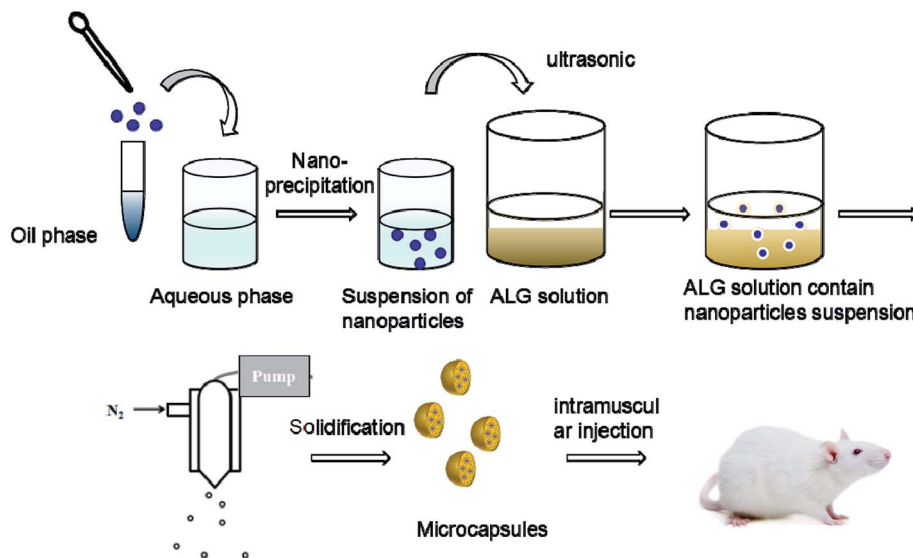 ultrasonic
Nano-
precipitation
Oil phase
Aqueous phase
Suspension of
nanoparticles
ALG solution
ALG solution contain
nanoparticles suspension
Pump
N₂
Solidification
intramuscul
ar injection
Microcapsules